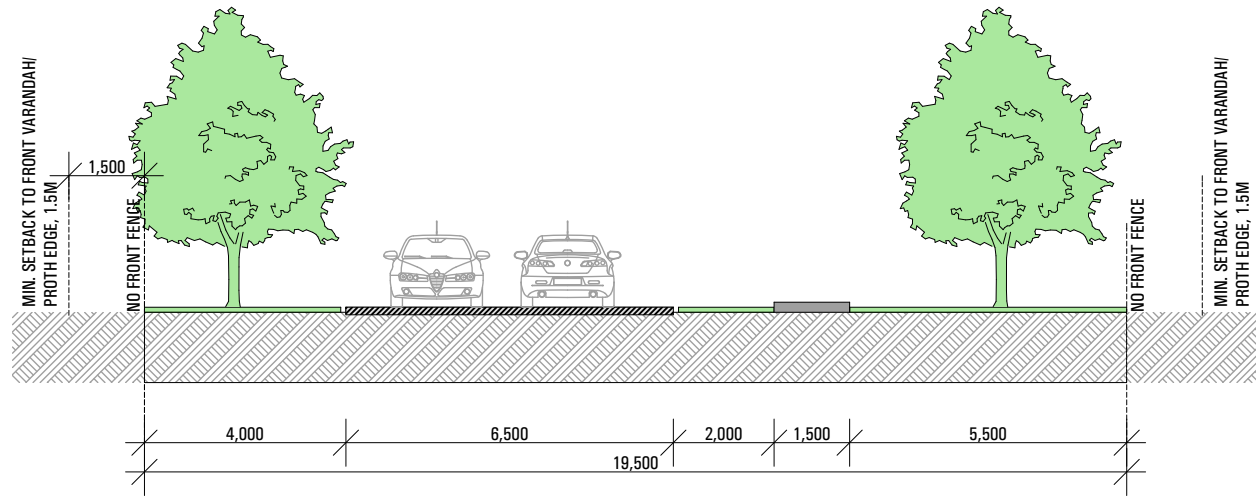 MIN. SETBACK TO FRONT VARANDAH/
PROTH EDGE, 1.5M
1,500
NO FRONT FENCE
NO FRONT FENCE
MIN. SETBACK TO FRONT VARANDAH/
PROTH EDGE, 1.5M
4,000
6,500
2,000
1,500
5,500
19,500